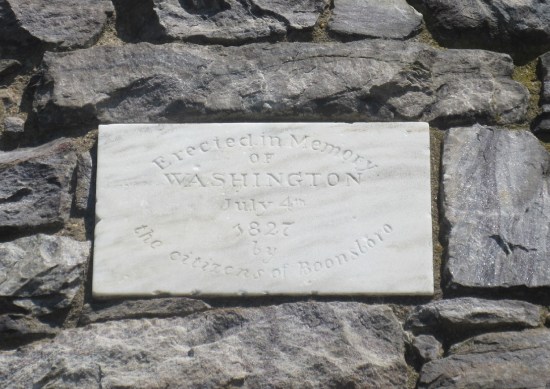 Erected in Memory
OF
WASHINGTON
July 4th
1827
by
the citizens of Boonsboro